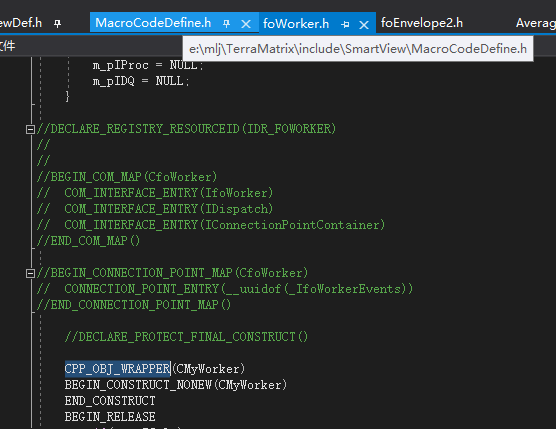 ewDef.h MacroCodeDefine.h foWorker.h foEnvelope2.h Averag
文件 e:\mlj\TerraMatrix\include\SmartView\MacroCodeDefine.h
m_pIProc = NULL;
m_pIDQ = NULL;
}
//DECLARE_REGISTRY_RESOURCEID(IDR_FOWORKER)
//
//
//BEGIN_COM_MAP(CfoWorker)
// COM_INTERFACE_ENTRY(IfoWorker)
// COM_INTERFACE_ENTRY(IDispatch)
// COM_INTERFACE_ENTRY(IConnectionPointContainer)
//END_COM_MAP()
//BEGIN_CONNECTION_POINT_MAP(CfoWorker)
// CONNECTION_POINT_ENTRY(__uuidof(_IfoWorkerEvents))
//END_CONNECTION_POINT_MAP()
//DECLARE_PROTECT_FINAL_CONSTRUCT()
CPP_OBJ_WRAPPER(CMyWorker)
BEGIN_CONSTRUCT_NONEW(CMyWorker)
END_CONSTRUCT
BEGIN_RELEASE